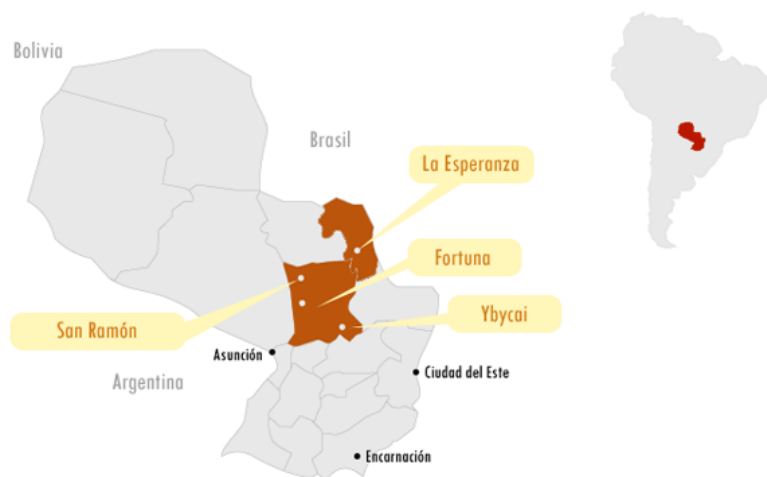 Bolivia
Brasil
La Esperanza
Fortuna
San Ramón
Ybycai
Asunción
Argentina
Ciudad del Este
Encarnación